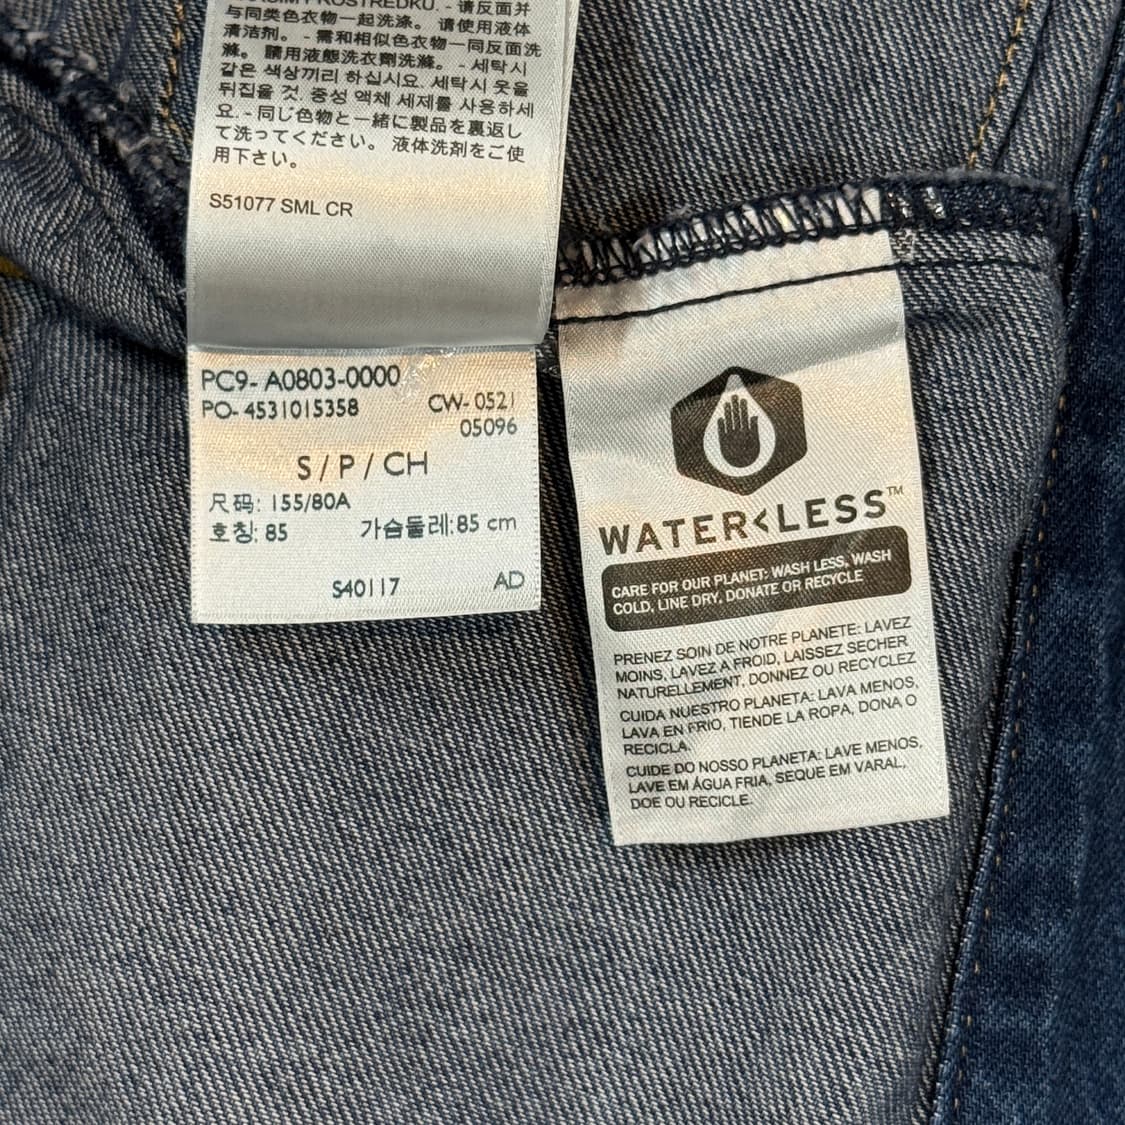 PROSTREDKU. - 请反面并
与同类色衣物一起洗涤。 请使用液体
清洁剂。 - 需和相似色衣物一同反面洗
滌。 請用液態洗衣劑洗滌。 - 세탁시
같은 색상끼리 하십시요. 세탁시 옷을
뒤집을 것. 중성 액체 세제를 사용하세
요. - 同じ色物と一緒に製品を裏返し
て洗ってください。 液体洗剤をご使
用下さい。
S51077 SML CR
PC9- A0803-0000
PO- 4531015358 CW- 0521
05096
S / P / CH
尺码: 155/80A
호칭: 85 가슴둘레:85 cm
S40117 AD
WATER<LESS™
CARE FOR OUR PLANET: WASH LESS, WASH
COLD, LINE DRY, DONATE OR RECYCLE
PRENEZ SOIN DE NOTRE PLANETE: LAVEZ
MOINS, LAVEZ A FROID, LAISSEZ SECHER
NATURELLEMENT, DONNEZ OU RECYCLEZ
CUIDA NUESTRO PLANETA: LAVA MENOS,
LAVA EN FRIO, TIENDE LA ROPA, DONA O
RECICLA.
CUIDE DO NOSSO PLANETA: LAVE MENOS,
LAVE EM ÁGUA FRIA, SEQUE EM VARAL,
DOE OU RECICLE.